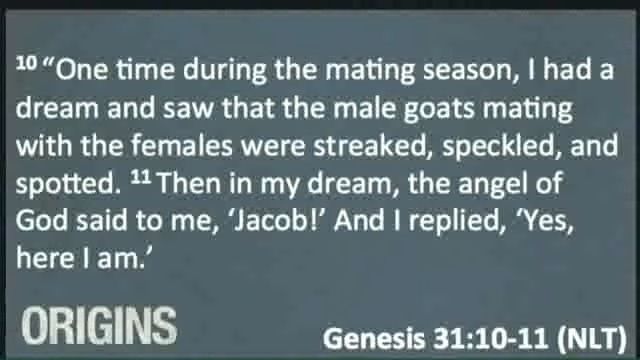 ¹⁰ “One time during the mating season, I had a
dream and saw that the male goats mating
with the females were streaked, speckled, and
spotted. ¹¹ Then in my dream, the angel of
God said to me, ‘Jacob!’ And I replied, ‘Yes,
here I am.’
ORIGINS
Genesis 31:10-11 (NLT)